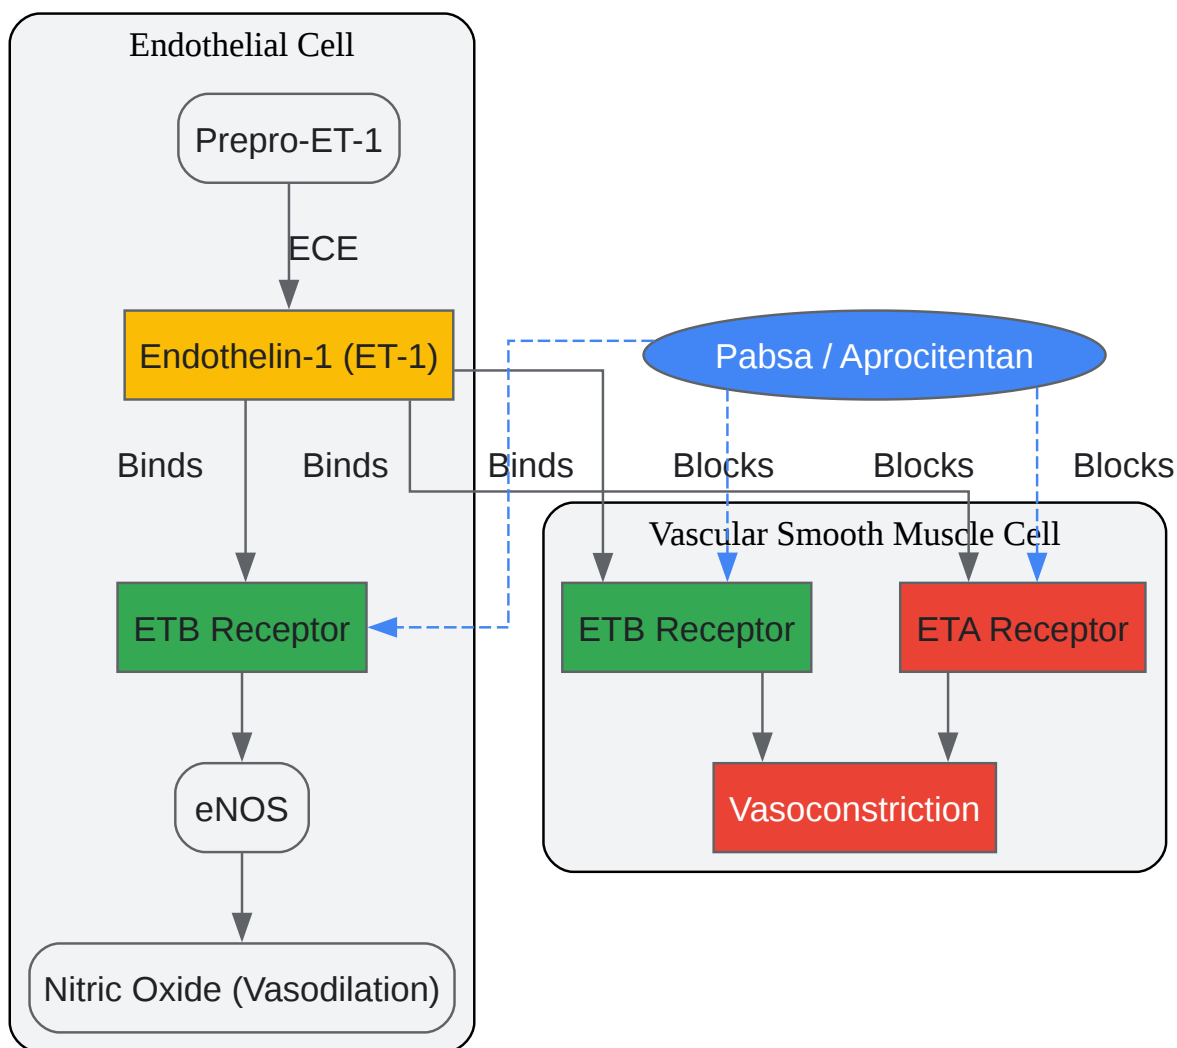 Endothelial Cell
Prepro-ET-1
ECE
Endothelin-1 (ET-1)
Pabsa / Aprocitentan
Binds
Binds
Binds
Blocks
Blocks
Blocks
Vascular Smooth Muscle Cell
ETB Receptor
ETB Receptor
ETA Receptor
eNOS
Vasoconstriction
Nitric Oxide (Vasodilation)